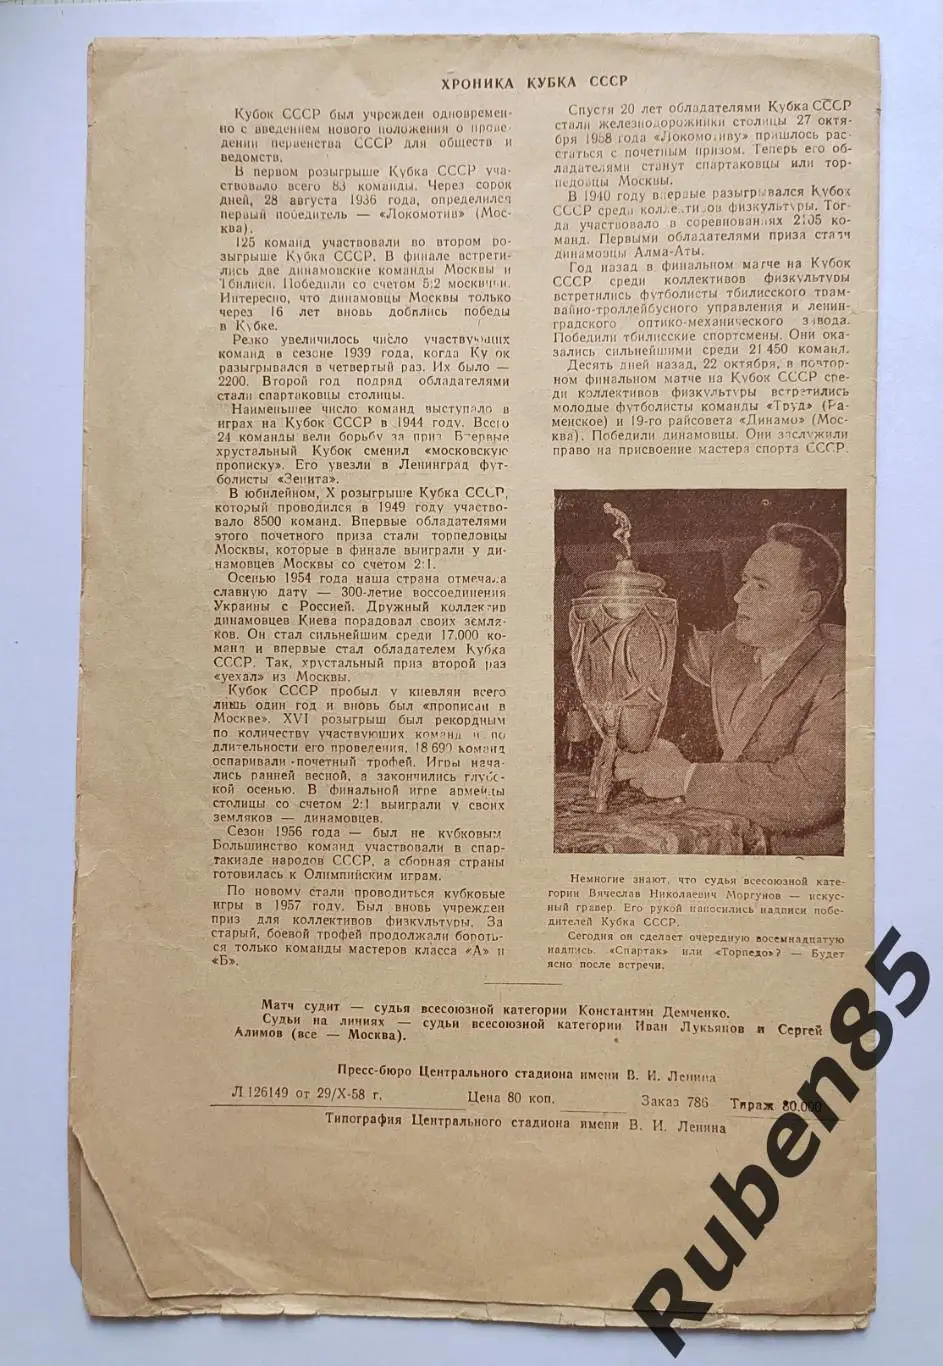 ХРОНИКА КУБКА СССР
Кубок СССР был учрежден одновремен-
но с введением нового положения о прове-
дении первенства СССР для обществ и
ведомств.
В первом розыгрыше Кубка СССР уча-
ствовало всего 83 команды. Через сорок
дней, 28 августа 1936 года, определился
первый победитель — «Локомотив» (Мос-
ква).
125 команд участвовали во втором ро-
зыгрыше Кубка СССР. В финале встрети-
лись две динамовские команды Москвы и
Тбилиси. Победили со счетом 5:2 москвичи.
Интересно, что динамовцы Москвы только
через 16 лет вновь добились победы
в Кубке.
Резко увеличилось число участвующих
команд в сезоне 1939 года, когда Ку ок
разыгрывался в четвертый раз. Их было —
2200. Второй год подряд обладателями
стали спартаковцы столицы.
Наименьшее число команд выступало в
играх на Кубок СССР в 1944 году. Всего
24 команды вели борьбу за приз. Впервые
хрустальный Кубок сменил «московскую
прописку». Его увезли в Ленинград фут-
болисты «Зенита».
В юбилейном, X розыгрыше Кубка СССР,
который проводился в 1949 году участво-
вало 8500 команд. Впервые обладателями
этого почетного приза стали торпедовцы
Москвы, которые в финале выиграли у ди-
намовцев Москвы со счетом 2:1.
Осенью 1954 года наша страна отмечала
славную дату — 300-летие воссоединения
Украины с Россией. Дружный коллектив
динамовцев Киева порадовал своих земля-
ков. Он стал сильнейшим среди 17.000 ко-
манд и впервые стал обладателем Кубка
СССР. Так, хрустальный приз второй раз
«уехал» из Москвы.
Кубок СССР пробыл у киевлян всего
лишь один год и вновь был «прописан в
Москве». XVI розыгрыш был рекордным
по количеству участвующих команд и по
длительности его проведения. 18 690 команд
оспаривали почетный трофей. Игры нача-
лись ранней весной, а закончились глубо-
кой осенью. В финальной игре армейцы
столицы со счетом 2:1 выиграли у своих
земляков — динамовцев.
Сезон 1956 года — был не кубковым.
Большинство команд участвовали в спар-
такиаде народов СССР, а сборная страны
готовилась к Олимпийским играм.
По новому стали проводиться кубковые
игры в 1957 году. Был вновь учрежден
приз для коллективов физкультуры. За
старый, боевой трофей продолжали бороть-
ся только команды мастеров класса «А» и
«Б».
Спустя 20 лет обладателями Кубка СССР
стали железнодорожники столицы 27 октя-
бря 1958 года «Локомотиву» пришлось рас-
статься с почетным призом. Теперь его об-
ладателями станут спартаковцы или тор-
педовцы Москвы.
В 1940 году впервые разыгрывался Кубок
СССР среди коллективов физкультуры. Тог-
да участвовало в соревнованиях 2105 ко-
манд. Первыми обладателями приза стали
динамовцы Алма-Аты.
Год назад в финальном матче на Кубок
СССР среди коллективов физкультуры
встретились футболисты тбилисского трам-
вайно-троллейбусного управления и ленин-
градского оптико-механического завода.
Победили тбилисские спортсмены. Они ока-
зались сильнейшими среди 21 450 команд.
Десять дней назад, 22 октября, в повтор-
ном финальном матче на Кубок СССР сре-
ди коллективов физкультуры встретились
молодые футболисты команды «Труд» (Ра-
менское) и 19-го райсовета «Динамо» (Мос-
ква). Победили динамовцы. Они заслужили
право на присвоение мастера спорта СССР.
Немногие знают, что судья всесоюзной кате-
гории Вячеслав Николаевич Моргунов — искус-
ный гравер. Его рукой наносились надписи побе-
дителей Кубка СССР.
Сегодня он сделает очередную восемнадцатую
надпись. «Спартак» или «Торпедо»? — Будет
ясно после встречи.
Матч судит — судья всесоюзной категории Константин Демченко.
Судьи на линиях — судьи всесоюзной категории Иван Лукьянов и Сергей
Алимов (все — Москва).
Пресс-бюро Центрального стадиона имени В. И. Ленина
Л 126149 от 29/X-58 г. Цена 80 коп. Заказ 786 Тираж 80.000
Типография Центрального стадиона имени В. И. Ленина
Ruben85